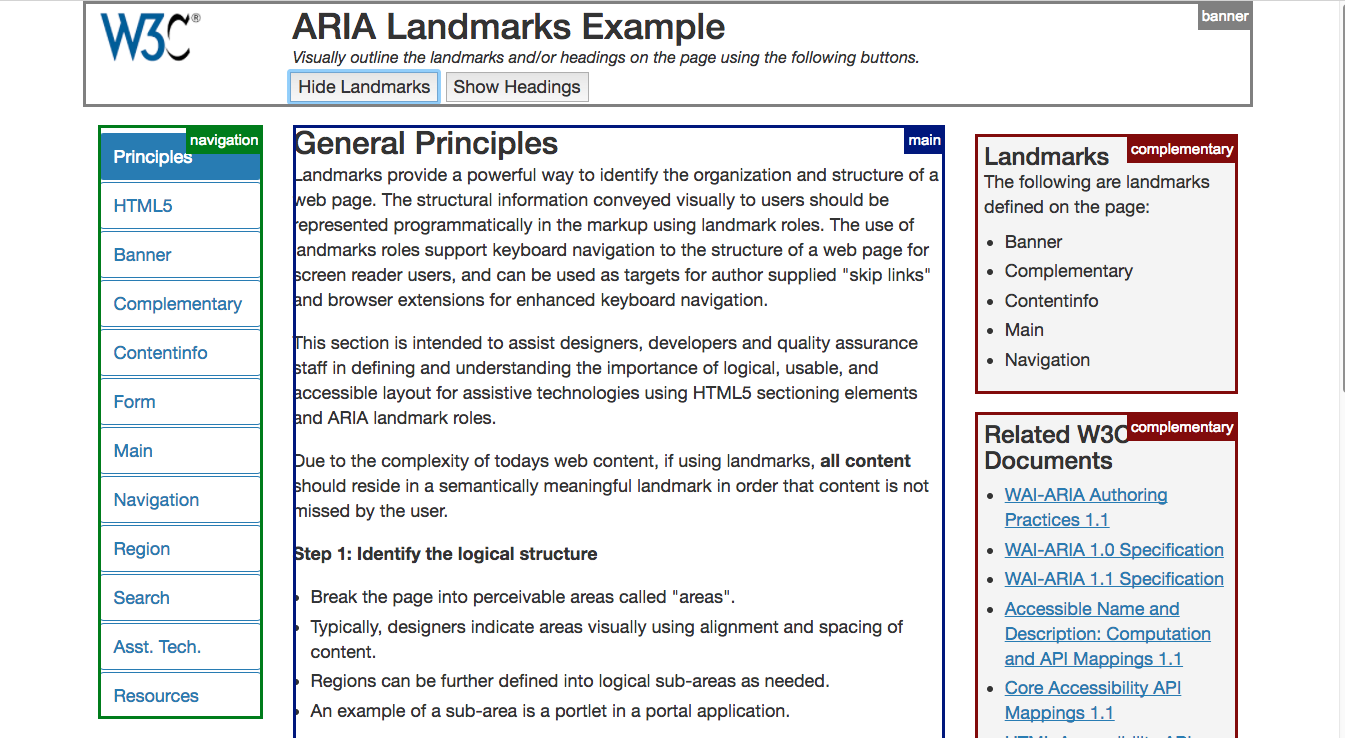 W3C®
ARIA Landmarks Example
banner
Visually outline the landmarks and/or headings on the page using the following buttons.
Hide Landmarks
Show Headings
navigation
Principles
HTML5
Banner
Complementary
Contentinfo
Form
Main
Navigation
Region
Search
Asst. Tech.
Resources
main
General Principles
Landmarks provide a powerful way to identify the organization and structure of a
web page. The structural information conveyed visually to users should be
represented programmatically in the markup using landmark roles. The use of
landmarks roles support keyboard navigation to the structure of a web page for
screen reader users, and can be used as targets for author supplied "skip links"
and browser extensions for enhanced keyboard navigation.
This section is intended to assist designers, developers and quality assurance
staff in defining and understanding the importance of logical, usable, and
accessible layout for assistive technologies using HTML5 sectioning elements
and ARIA landmark roles.
Due to the complexity of todays web content, if using landmarks, all content
should reside in a semantically meaningful landmark in order that content is not
missed by the user.
Step 1: Identify the logical structure
• Break the page into perceivable areas called "areas".
• Typically, designers indicate areas visually using alignment and spacing of
content.
• Regions can be further defined into logical sub-areas as needed.
• An example of a sub-area is a portlet in a portal application.
complementary
Landmarks
The following are landmarks
defined on the page:
• Banner
• Complementary
• Contentinfo
• Main
• Navigation
complementary
Related W3C
Documents
• WAI-ARIA Authoring
Practices 1.1
• WAI-ARIA 1.0 Specification
• WAI-ARIA 1.1 Specification
• Accessible Name and
Description: Computation
and API Mappings 1.1
• Core Accessibility API
Mappings 1.1